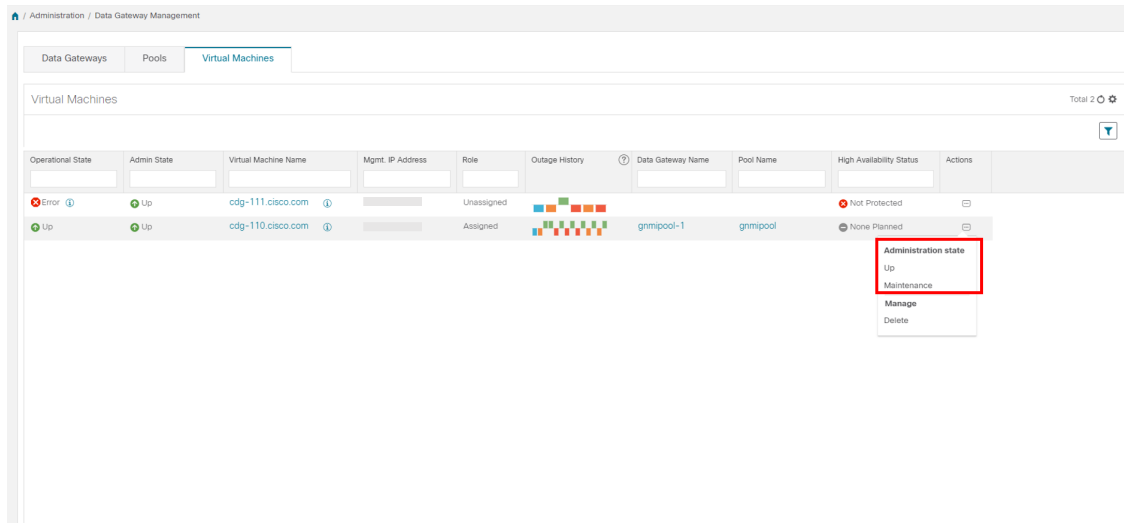 / Administration / Data Gateway Management
Data Gateways Pools Virtual Machines
Virtual Machines Total 2
Operational State Admin State Virtual Machine Name Mgmt. IP Address Role Outage History ? Data Gateway Name Pool Name High Availability Status Actions
Error Up cdg-111.cisco.com Unassigned Not Protected
Up Up cdg-110.cisco.com Assigned gnmipool-1 gnmipool None Planned
Administration state
Up
Maintenance
Manage
Delete